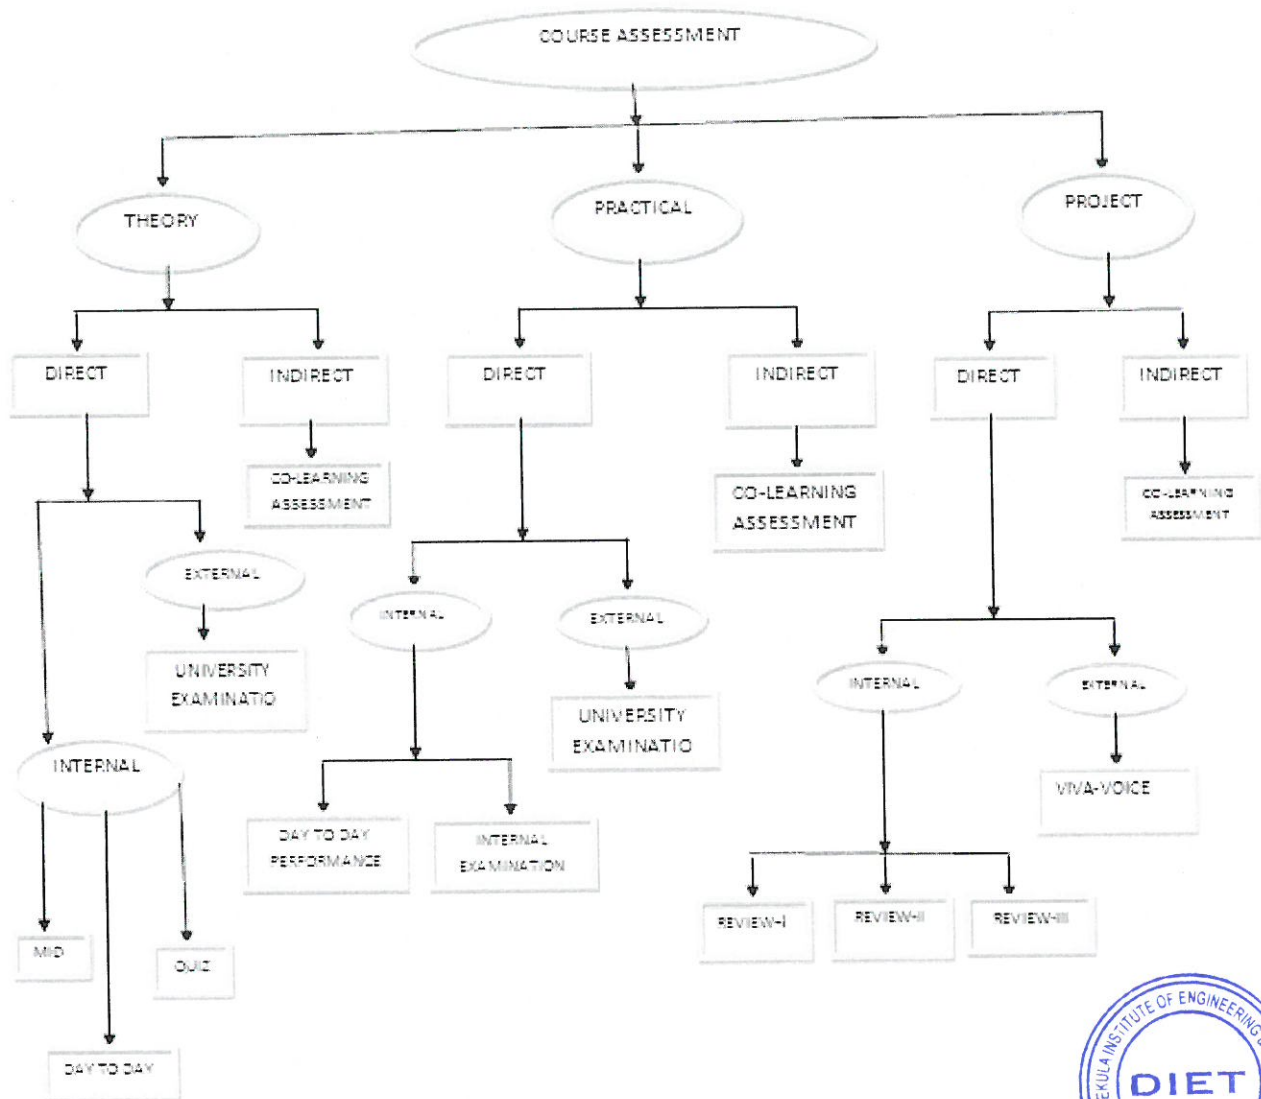 COURSE ASSESSMENT
THEORY
PRACTICAL
PROJECT
DIRECT
INDIRECT
DIRECT
INDIRECT
DIRECT
INDIRECT
CO-LEARNING
ASSESSMENT
CO-LEARNING
ASSESSMENT
CO-LEARNING
ASSESSMENT
EXTERNAL
INTERNAL
EXTERNAL
UNIVERSITY
EXAMINATIO
INTERNAL
EXTERNAL
UNIVERSITY
EXAMINATIO
INTERNAL
VIVA-VOICE
DAY TO DAY
PERFORMANCE
INTERNAL
EXAMINATION
REVIEW-I
REVIEW-II
REVIEW-III
MID
QUIZ
DAY TO DAY
INSTITUTE OF ENGINEERING
DIET